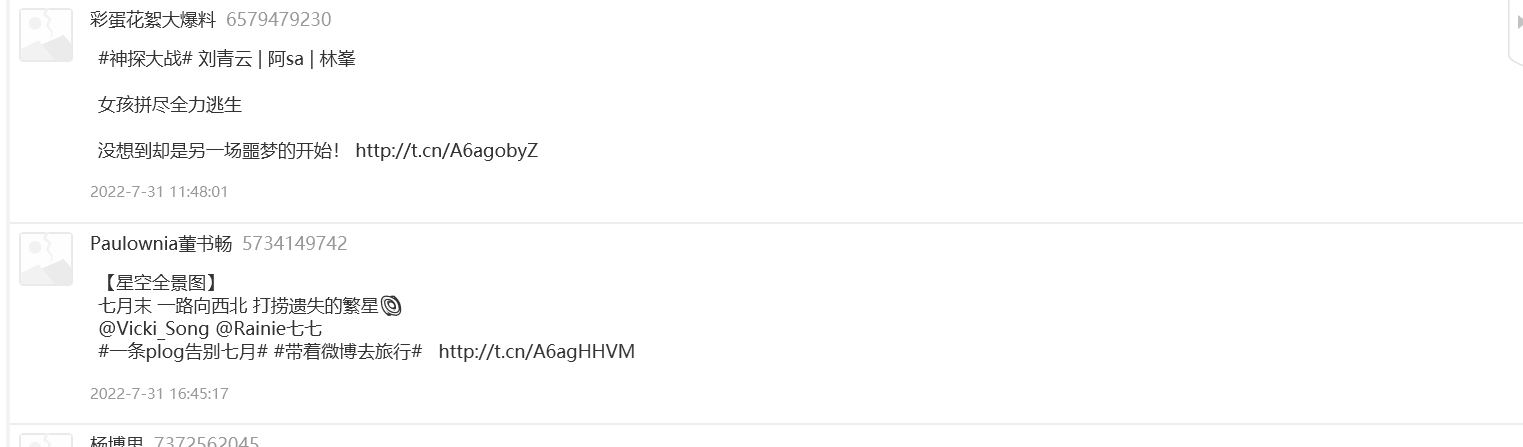 彩蛋花絮大爆料 6579479230
#神探大战# 刘青云 | 阿sa | 林峯
女孩拼尽全力逃生
没想到却是另一场噩梦的开始! http://t.cn/A6agobyZ
2022-7-31 11:48:01
Paulownia董书畅 5734149742
【星空全景图】
七月末 一路向西北 打捞遗失的繁星
@Vicki_Song @Rainie七七
#一条plog告别七月# #带着微博去旅行# http://t.cn/A6agHHVM
2022-7-31 16:45:17
杨博思 7372562045